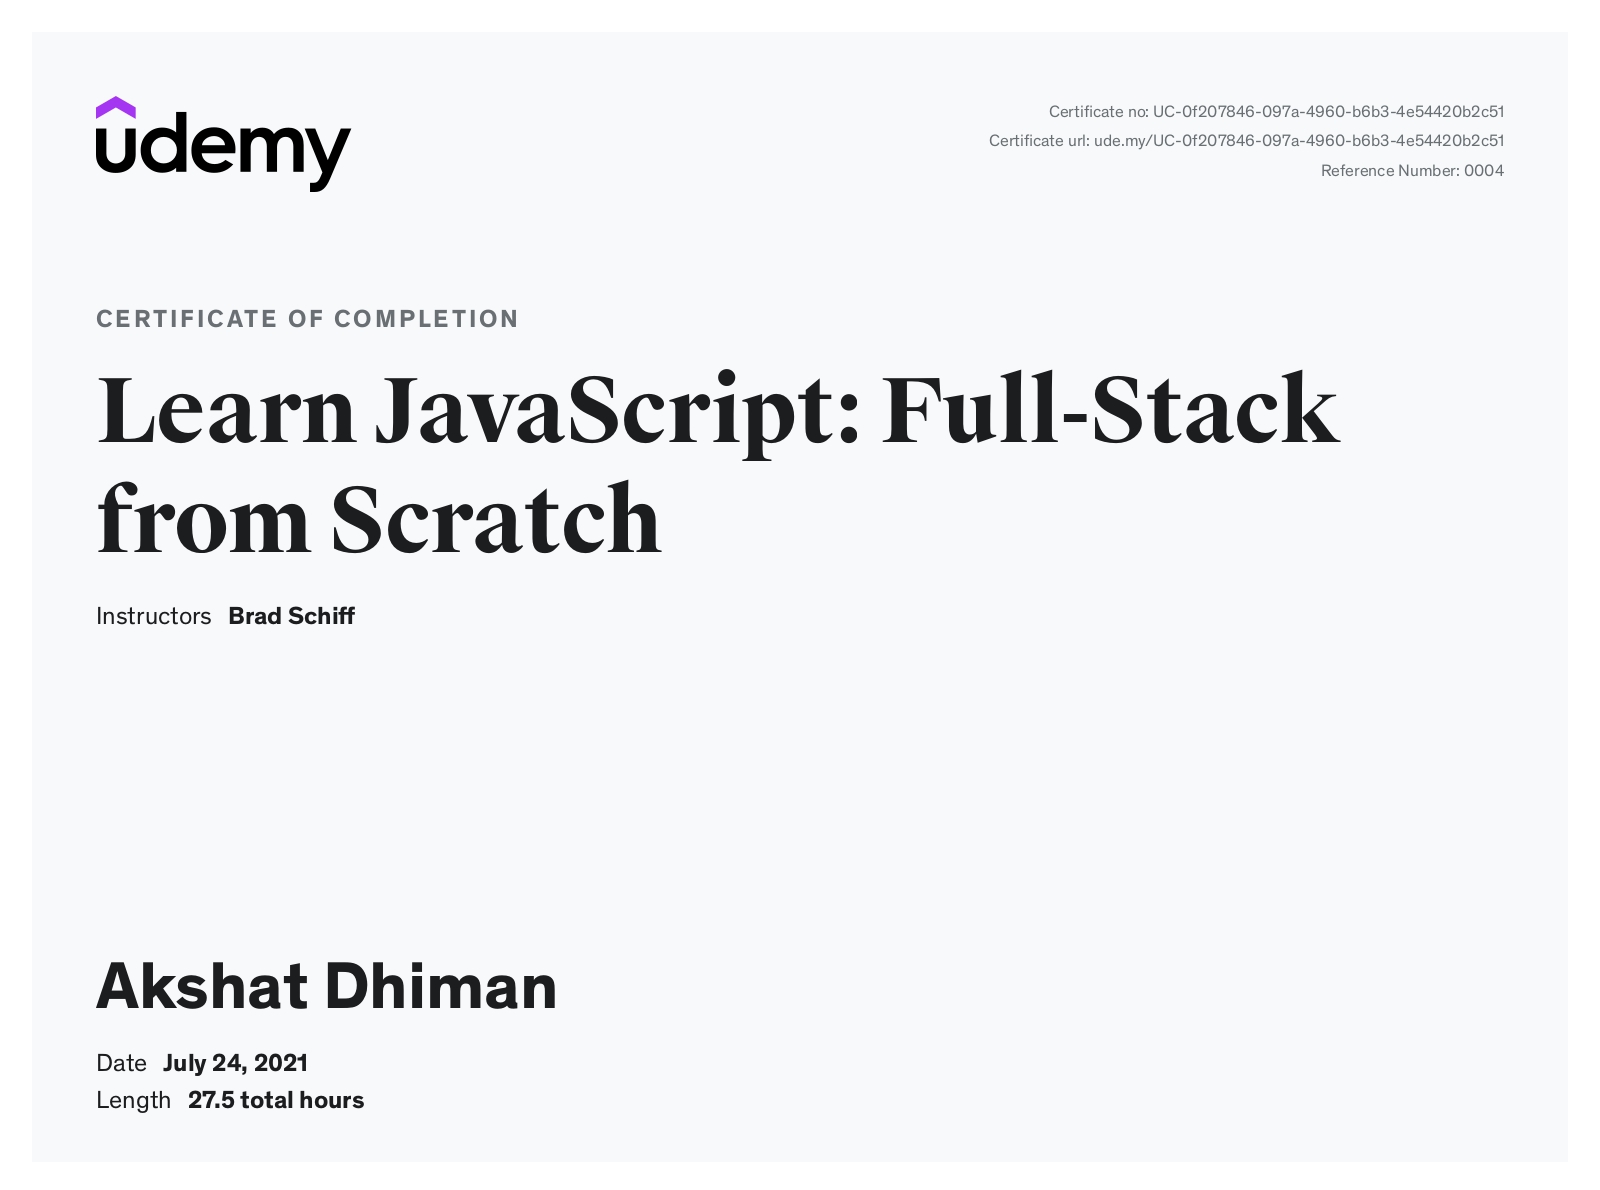 udemy
Certificate no: UC-0f207846-097a-4960-b6b3-4e54420b2c51
Certificate url: ude.my/UC-0f207846-097a-4960-b6b3-4e54420b2c51
Reference Number: 0004
CERTIFICATE OF COMPLETION
Learn JavaScript: Full-Stack
from Scratch
Instructors Brad Schiff
Akshat Dhiman
Date July 24, 2021
Length 27.5 total hours